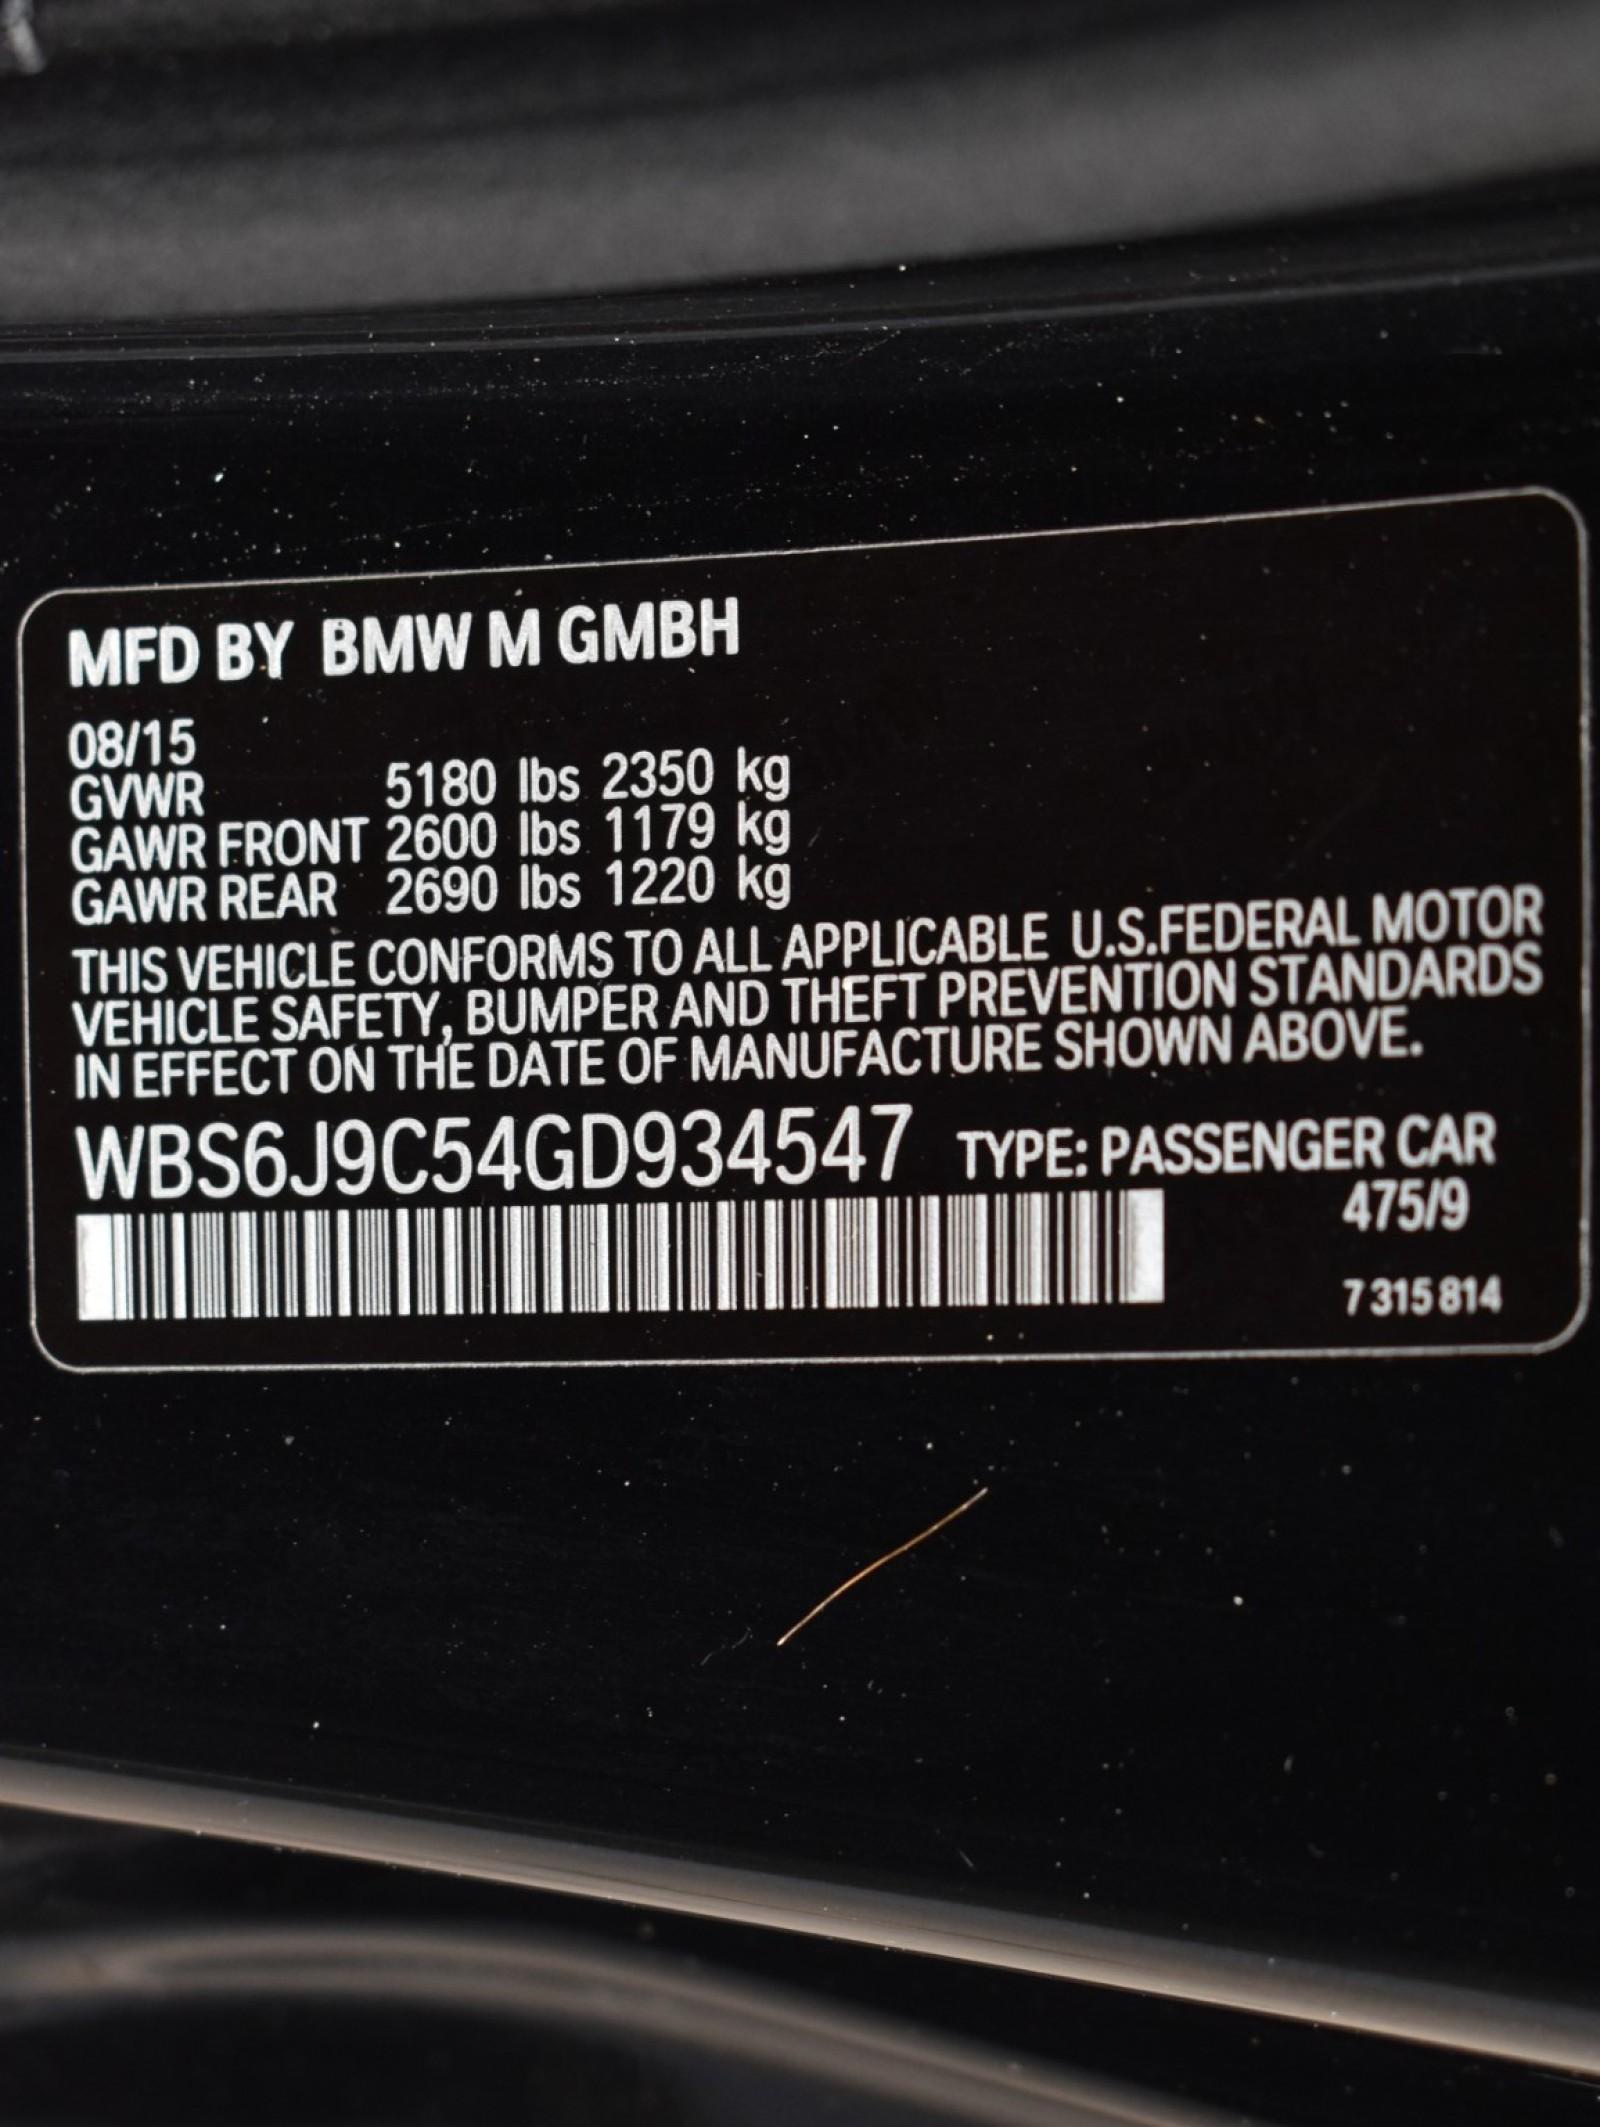 MFD BY BMW M GMBH
08/15
GVWR 5180 lbs 2350 kg
GAWR FRONT 2600 lbs 1179 kg
GAWR REAR 2690 lbs 1220 kg
THIS VEHICLE CONFORMS TO ALL APPLICABLE U.S.FEDERAL MOTOR
VEHICLE SAFETY, BUMPER AND THEFT PREVENTION STANDARDS
IN EFFECT ON THE DATE OF MANUFACTURE SHOWN ABOVE.
WBS6J9C54GD934547 TYPE: PASSENGER CAR
475/9
7 315 814